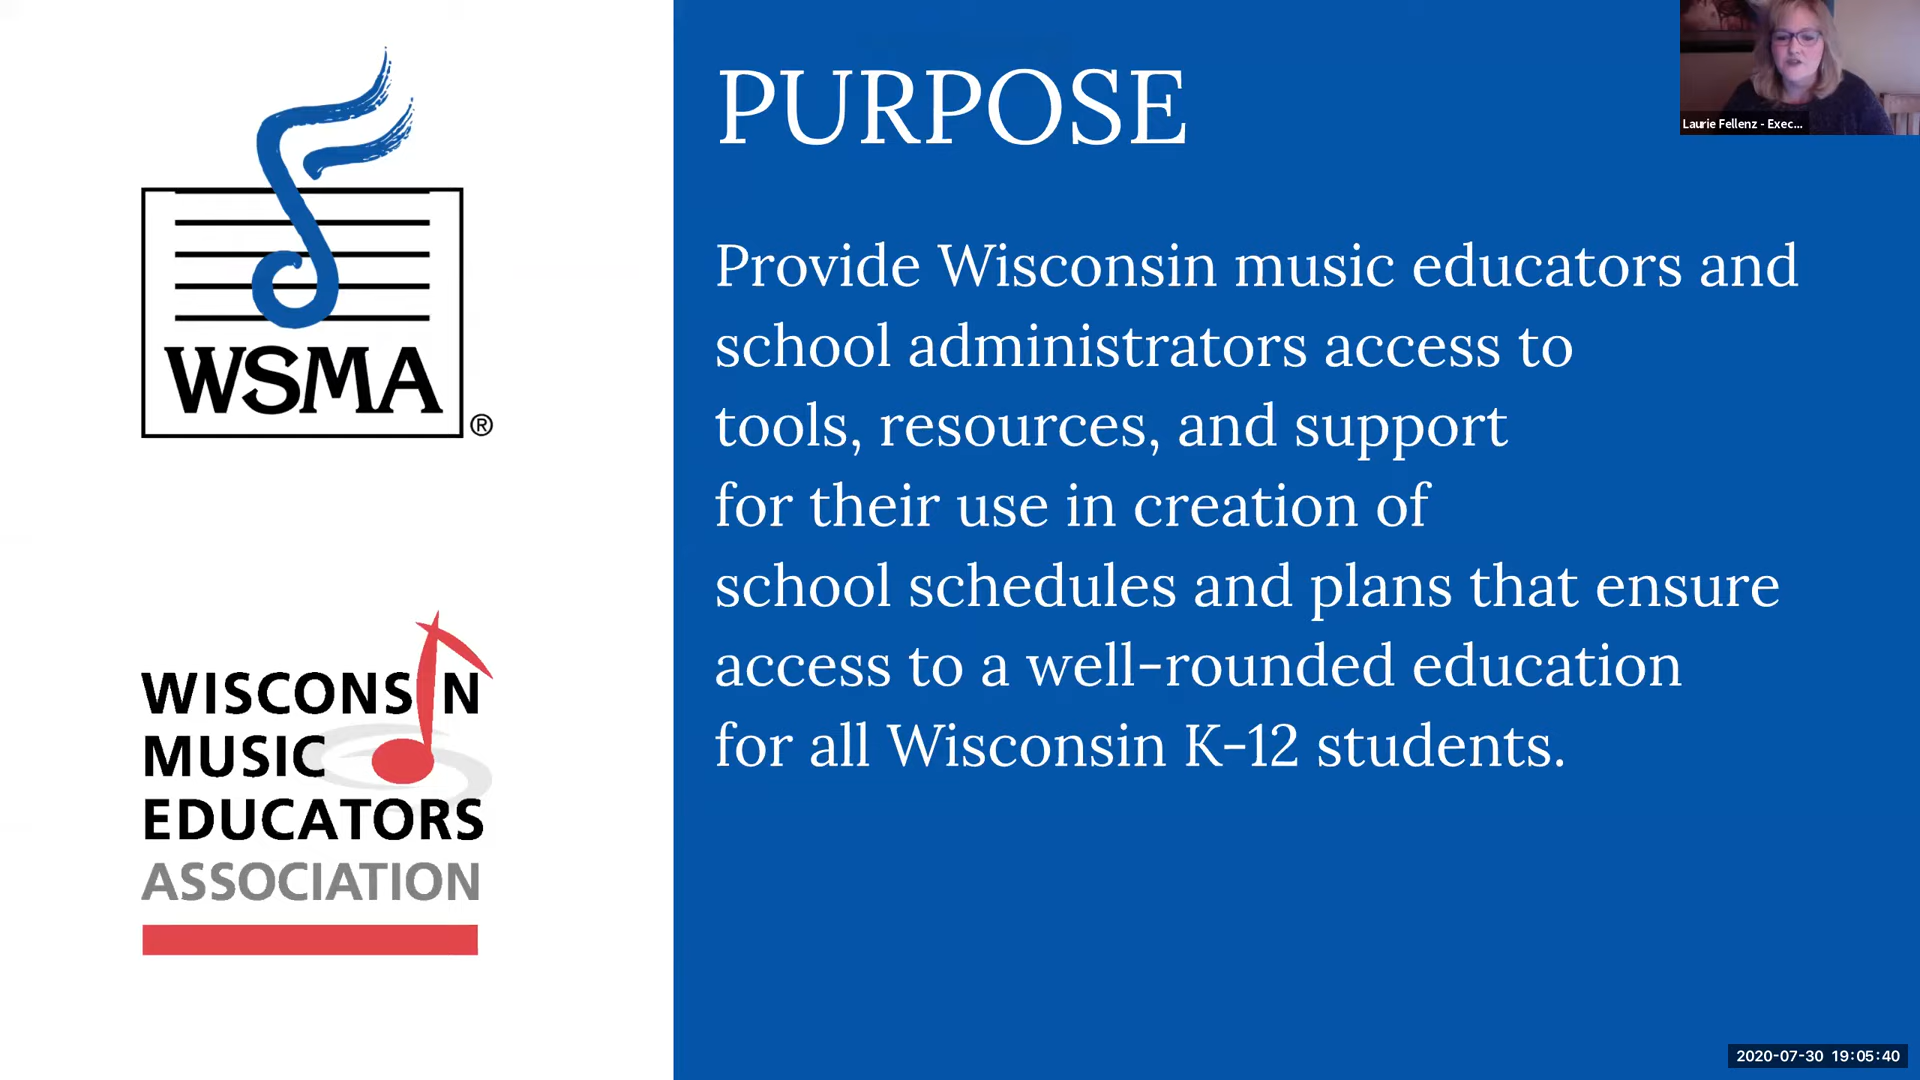 WSMA
®
WISCONSIN
MUSIC
EDUCATORS
ASSOCIATION
PURPOSE
Provide Wisconsin music educators and
school administrators access to
tools, resources, and support
for their use in creation of
school schedules and plans that ensure
access to a well-rounded education
for all Wisconsin K-12 students.
Laurie Fellenz - Exec...
2020-07-30 19:05:40